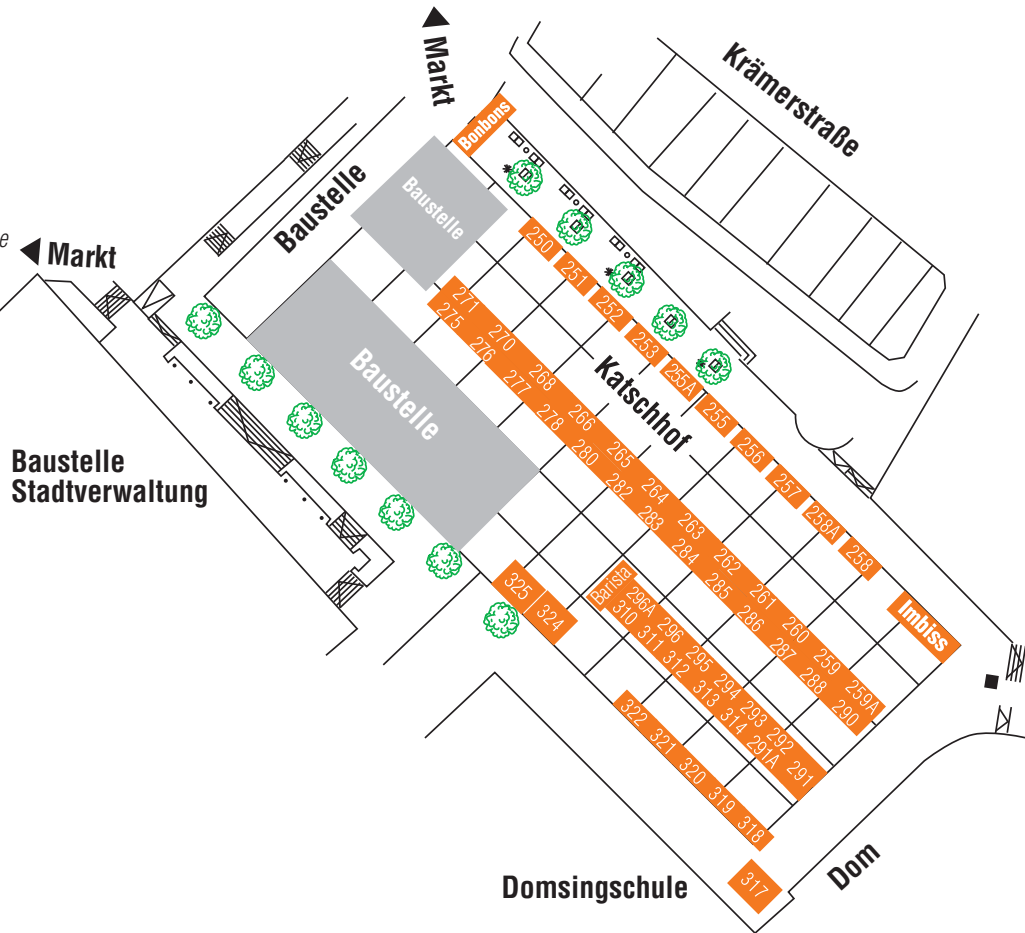 Markt
Krämerstraße
Bonbons
Baustelle
Baustelle
e
Markt
Baustelle
Katschhof
Baustelle
Stadtverwaltung
250
251
252
253
255A
255
256
257
258A
258
Imbiss
271
270
268
266
265
264
263
262
261
260
259
259A
275
276
277
278
280
282
283
284
285
286
287
288
290
Barista
296A
296
295
294
293
292
291
310
311
312
313
314
291A
325
324
322
321
320
319
318
317
Domsingschule
Dom